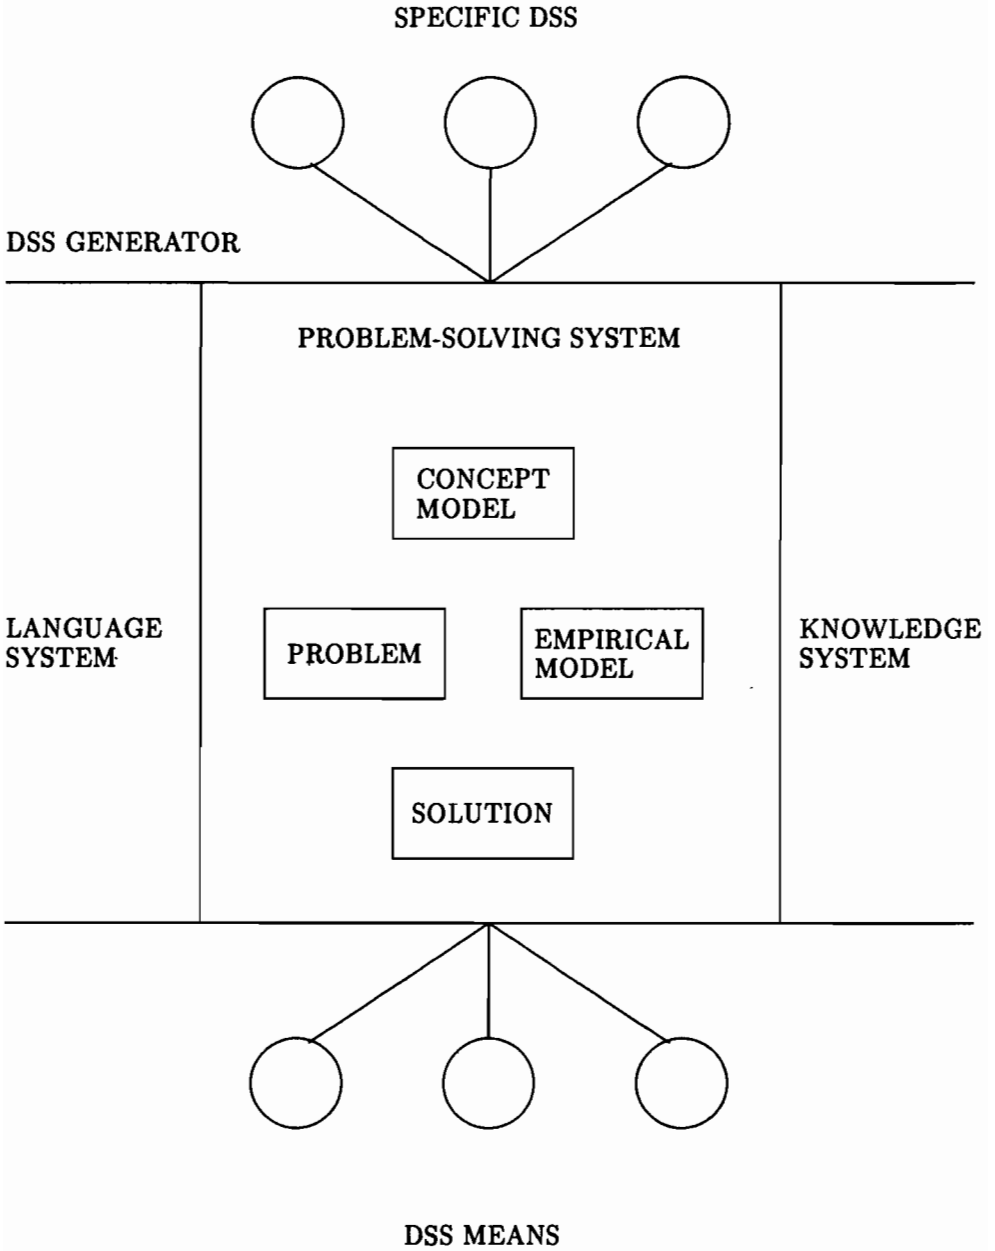 SPECIFIC DSS
DSS GENERATOR
PROBLEM-SOLVING SYSTEM
CONCEPT
MODEL
LANGUAGE
SYSTEM
PROBLEM
EMPIRICAL
MODEL
KNOWLEDGE
SYSTEM
SOLUTION
DSS MEANS